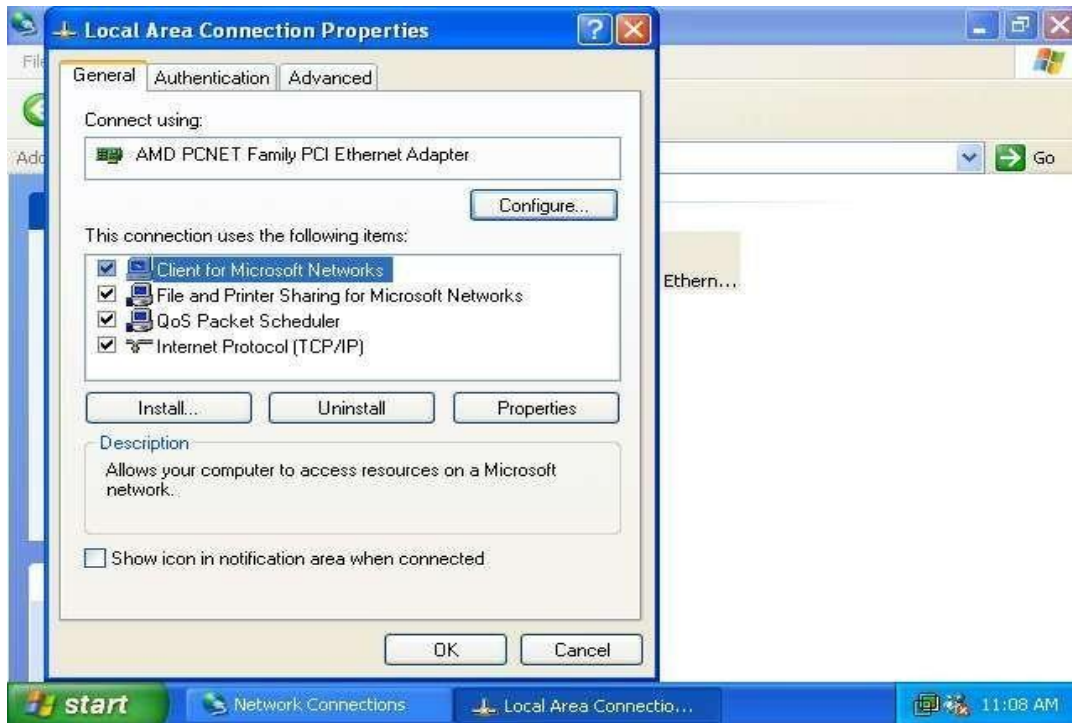 Local Area Connection Properties
File
General
Authentication
Advanced
Connect using:
AMD PCNET Family PCI Ethernet Adapter
Go
Configure...
This connection uses the following items:
Client for Microsoft Networks
Ethern...
File and Printer Sharing for Microsoft Networks
QoS Packet Scheduler
Internet Protocol (TCP/IP)
Install...
Uninstall
Properties
Description
Allows your computer to access resources on a Microsoft
network.
Show icon in notification area when connected
OK
Cancel
start
Network Connections
Local Area Connectio...
11:08 AM